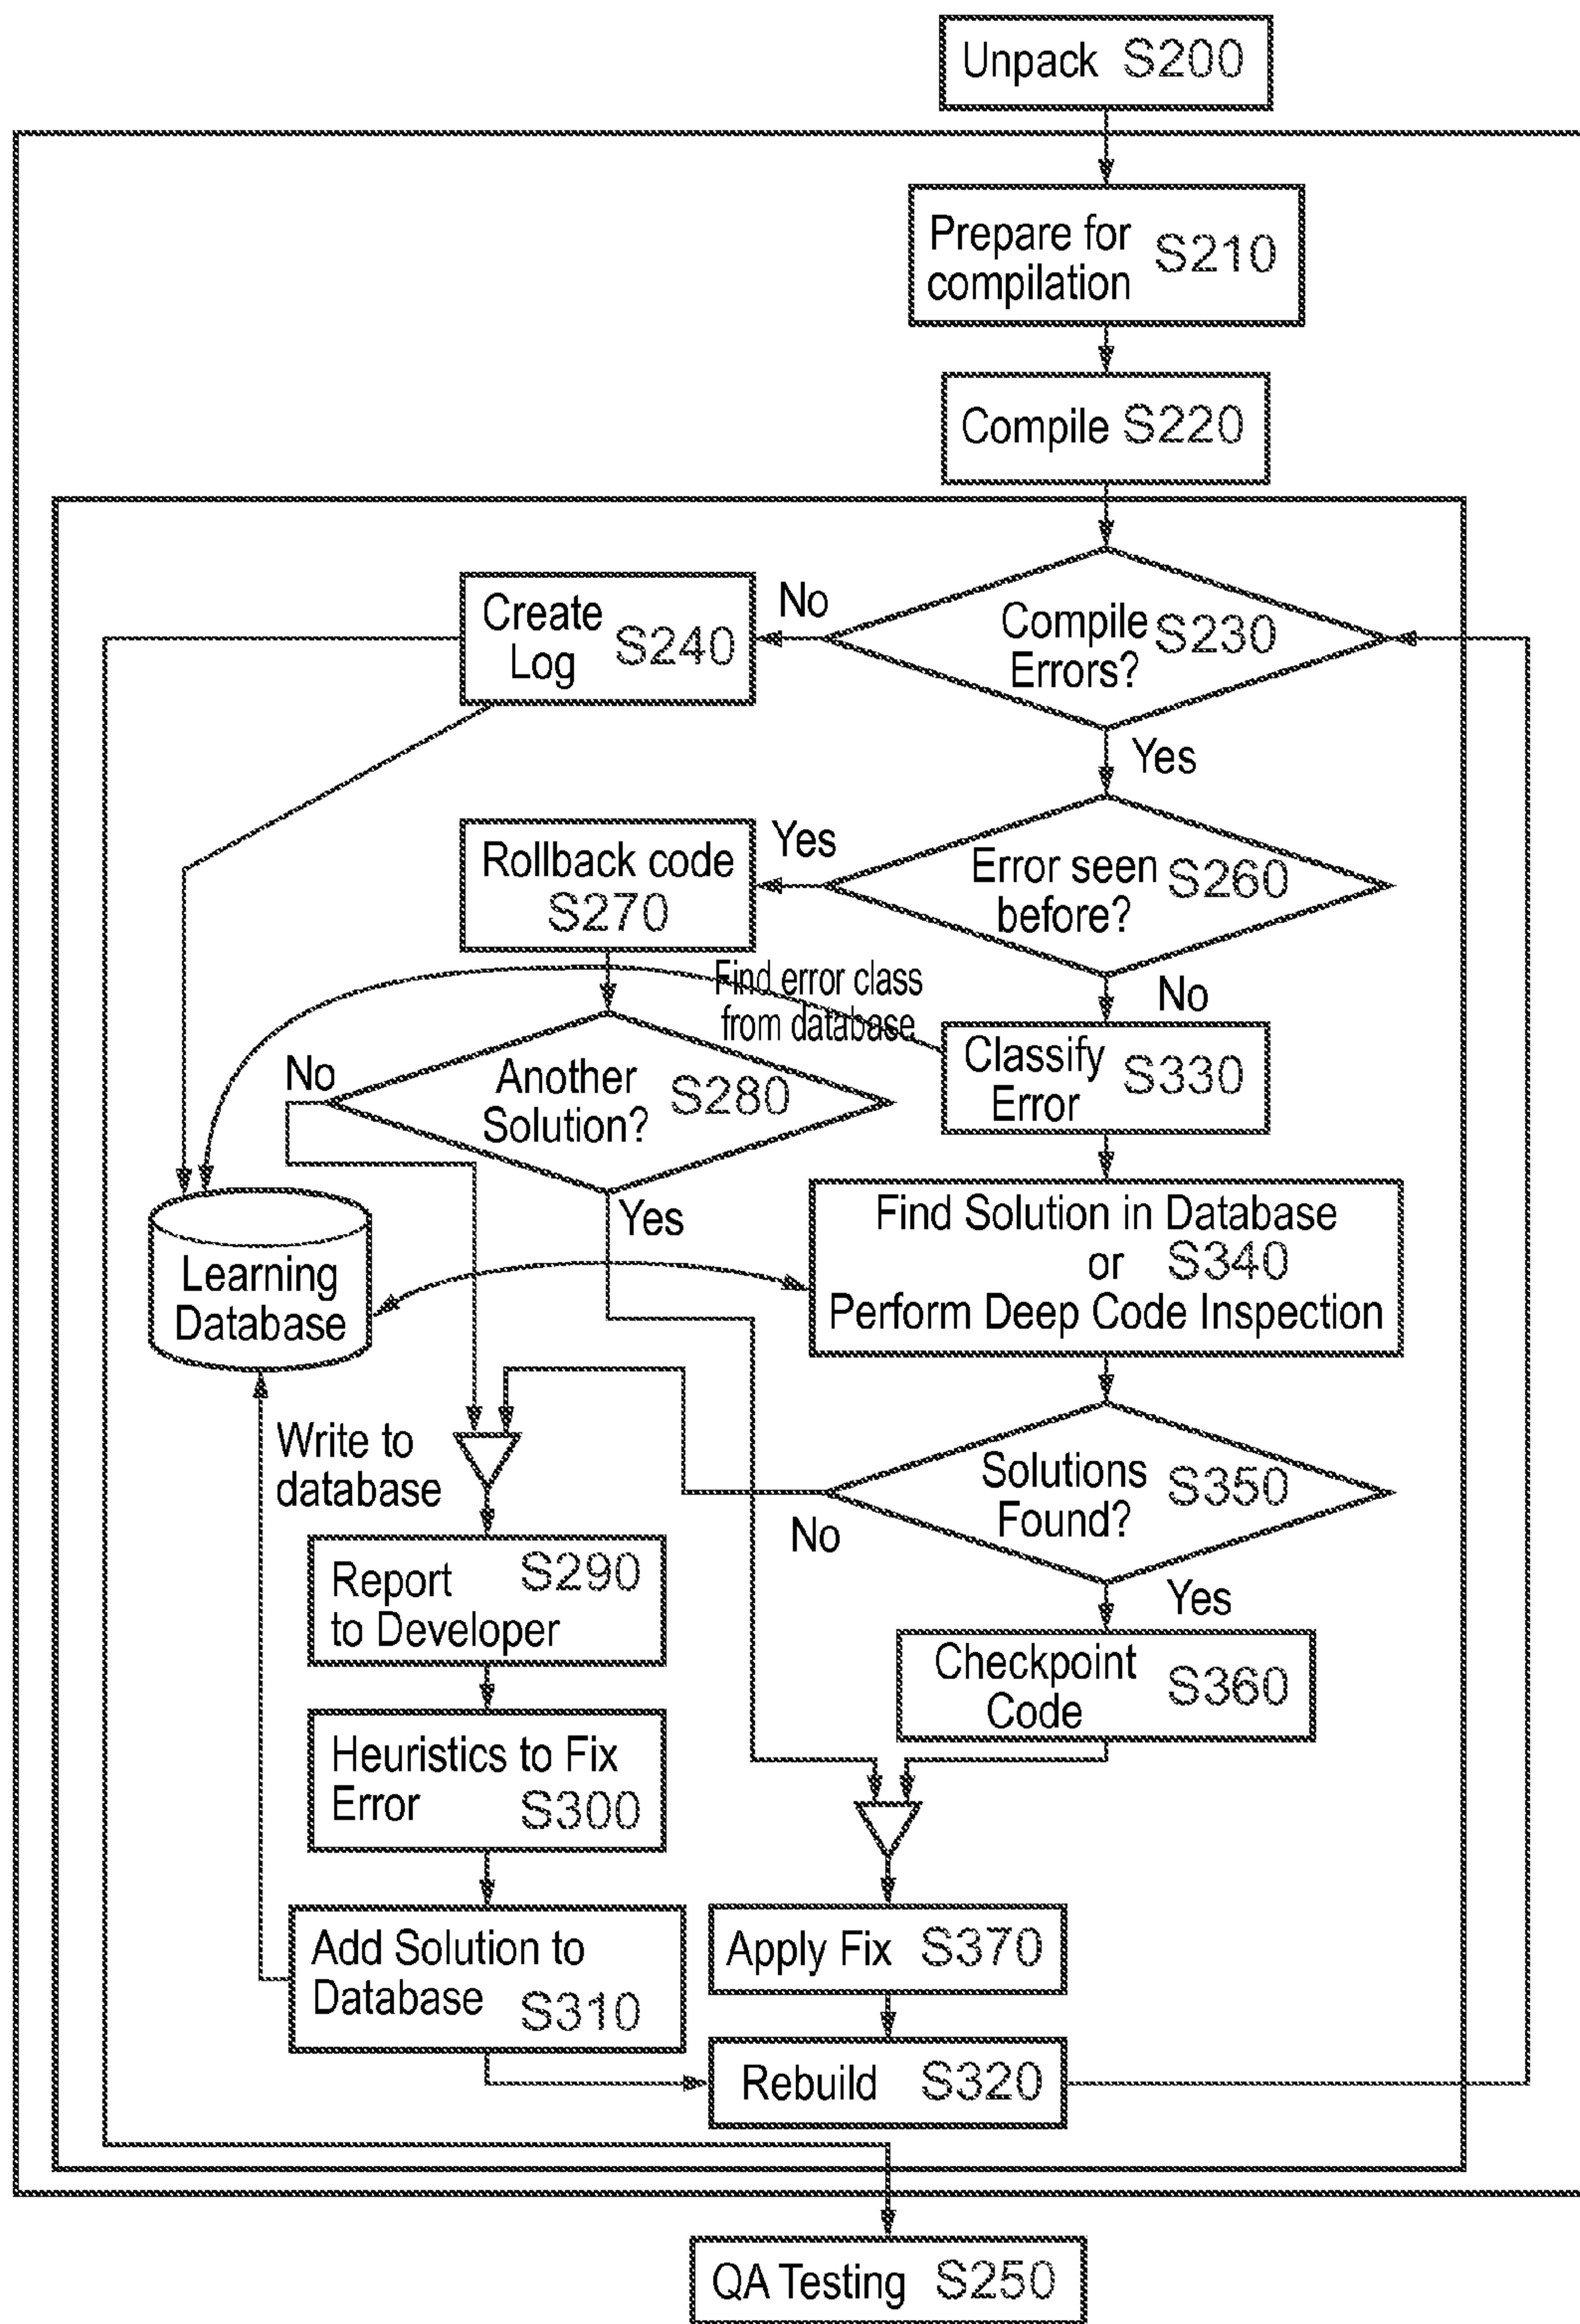 Unpack S200
Prepare for
compilation S210
Compile S220
Create
Log S240
No
Compile
Errors? S230
Yes
Rollback code
S270
Yes
Error seen
before? S260
Find error class
from database
No
No
Another
Solution? S280
Classify
Error S330
Yes
Find Solution in Database
or S340
Perform Deep Code Inspection
Learning
Database
Write to
database
Solutions
Found? S350
No
Report S290
to Developer
Yes
Checkpoint
Code S360
Heuristics to Fix
Error S300
Add Solution to
Database S310
Apply Fix S370
Rebuild S320
QA Testing S250